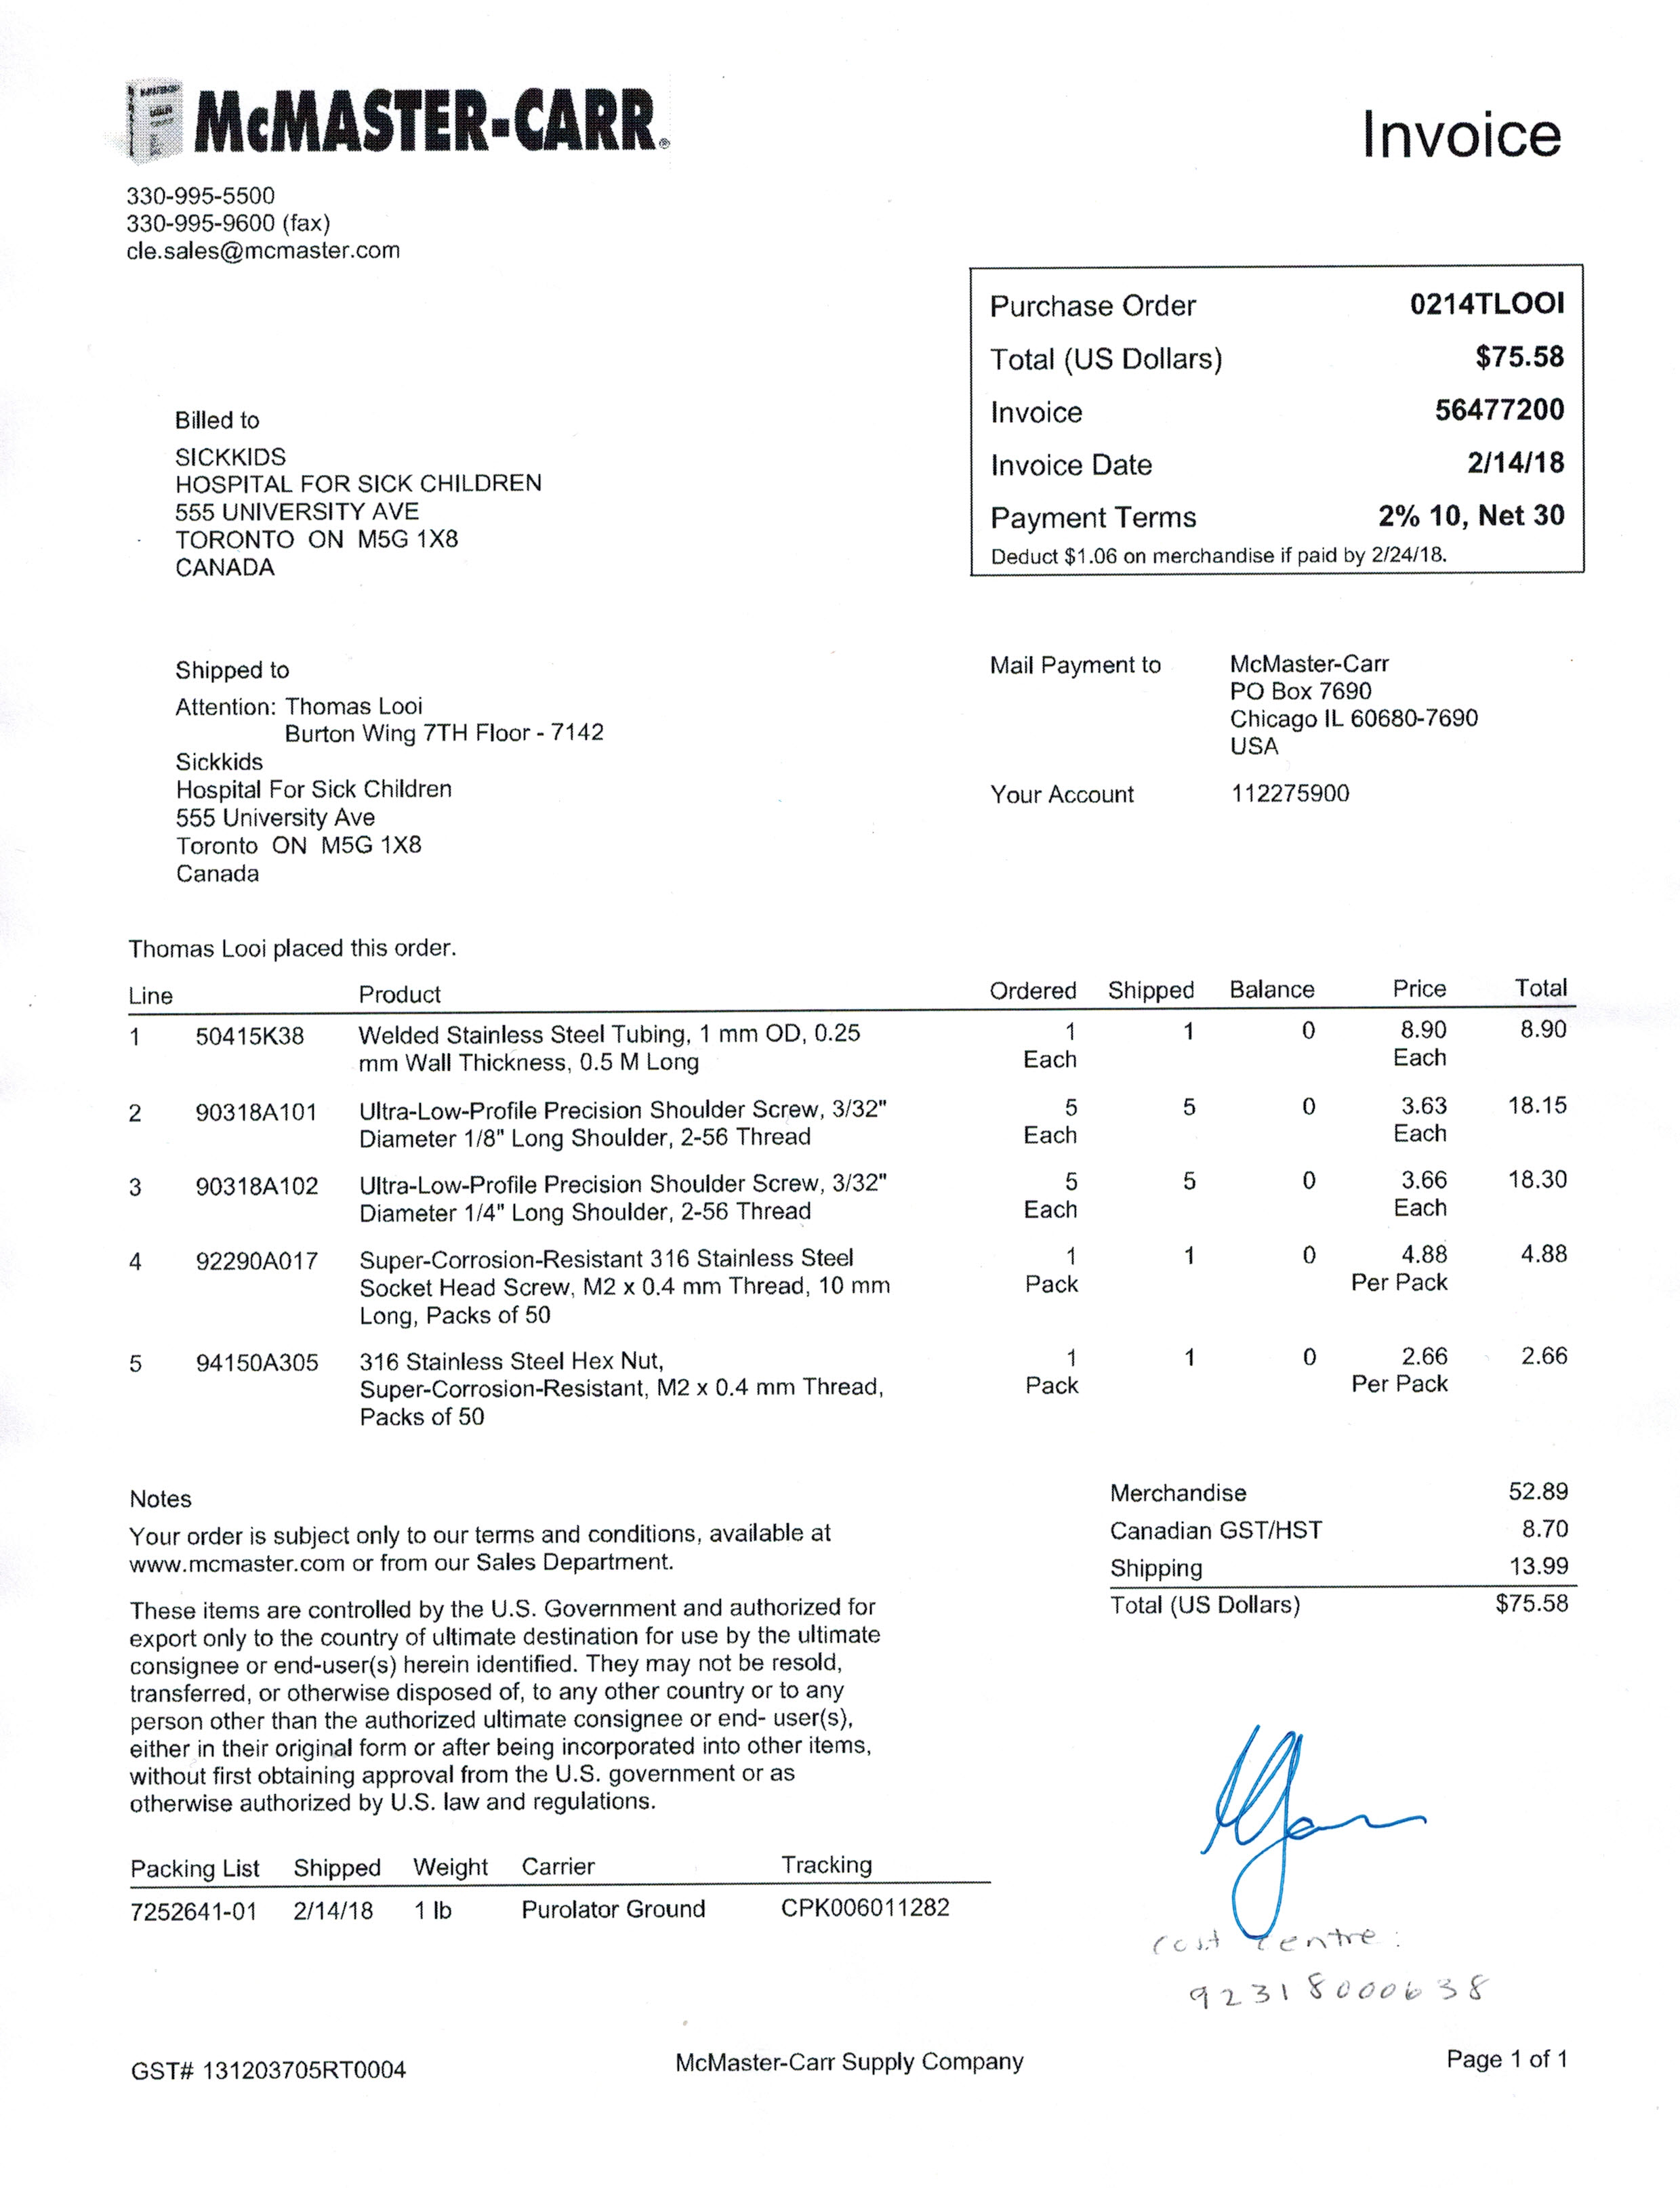 McMASTER-CARR®
Invoice
330-995-5500
330-995-9600 (fax)
cle.sales@mcmaster.com
Purchase Order 0214TLOOI
Total (US Dollars) $75.58
Invoice 56477200
Invoice Date 2/14/18
Payment Terms 2% 10, Net 30
Deduct $1.06 on merchandise if paid by 2/24/18.
Billed to
SICKKIDS
HOSPITAL FOR SICK CHILDREN
555 UNIVERSITY AVE
TORONTO ON M5G 1X8
CANADA
Shipped to
Attention: Thomas Looi
Burton Wing 7TH Floor - 7142
Sickkids
Hospital For Sick Children
555 University Ave
Toronto ON M5G 1X8
Canada
Mail Payment to McMaster-Carr
PO Box 7690
Chicago IL 60680-7690
USA
Your Account 112275900
Thomas Looi placed this order.
Line Product Ordered Shipped Balance Price Total
1 50415K38 Welded Stainless Steel Tubing, 1 mm OD, 0.25 1 1 0 8.90 8.90
mm Wall Thickness, 0.5 M Long Each Each
2 90318A101 Ultra-Low-Profile Precision Shoulder Screw, 3/32" 5 5 0 3.63 18.15
Diameter 1/8" Long Shoulder, 2-56 Thread Each Each
3 90318A102 Ultra-Low-Profile Precision Shoulder Screw, 3/32" 5 5 0 3.66 18.30
Diameter 1/4" Long Shoulder, 2-56 Thread Each Each
4 92290A017 Super-Corrosion-Resistant 316 Stainless Steel 1 1 0 4.88 4.88
Socket Head Screw, M2 x 0.4 mm Thread, 10 mm Pack Per Pack
Long, Packs of 50
5 94150A305 316 Stainless Steel Hex Nut, 1 1 0 2.66 2.66
Super-Corrosion-Resistant, M2 x 0.4 mm Thread, Pack Per Pack
Packs of 50
Merchandise 52.89
Canadian GST/HST 8.70
Shipping 13.99
Total (US Dollars) $75.58
Notes
Your order is subject only to our terms and conditions, available at
www.mcmaster.com or from our Sales Department.
These items are controlled by the U.S. Government and authorized for
export only to the country of ultimate destination for use by the ultimate
consignee or end-user(s) herein identified. They may not be resold,
transferred, or otherwise disposed of, to any other country or to any
person other than the authorized ultimate consignee or end- user(s),
either in their original form or after being incorporated into other items,
without first obtaining approval from the U.S. government or as
otherwise authorized by U.S. law and regulations.
Packing List Shipped Weight Carrier Tracking
7252641-01 2/14/18 1 lb Purolator Ground CPK006011282
cost centre:
92318000638
GST# 131203705RT0004
McMaster-Carr Supply Company
Page 1 of 1